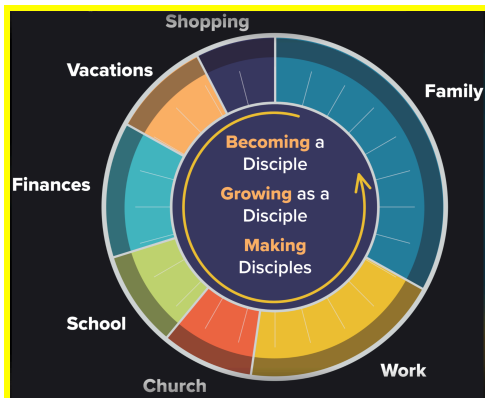 Shopping
Vacations
Family
Becoming a
Disciple
Finances
Growing as a
Disciple
Making
Disciples
School
Work
Church